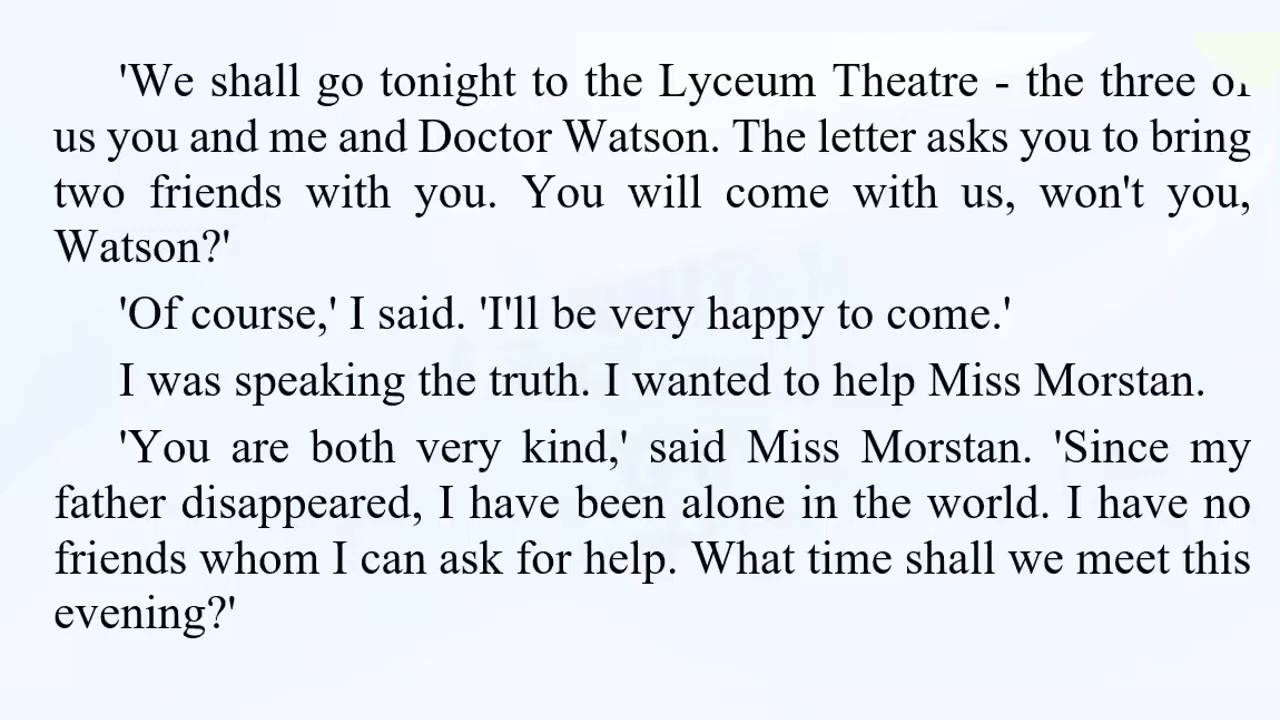 'We shall go tonight to the Lyceum Theatre - the three of
us you and me and Doctor Watson. The letter asks you to bring
two friends with you. You will come with us, won't you,
Watson?'
'Of course,' I said. 'I'll be very happy to come.'
I was speaking the truth. I wanted to help Miss Morstan.
'You are both very kind,' said Miss Morstan. 'Since my
father disappeared, I have been alone in the world. I have no
friends whom I can ask for help. What time shall we meet this
evening?'